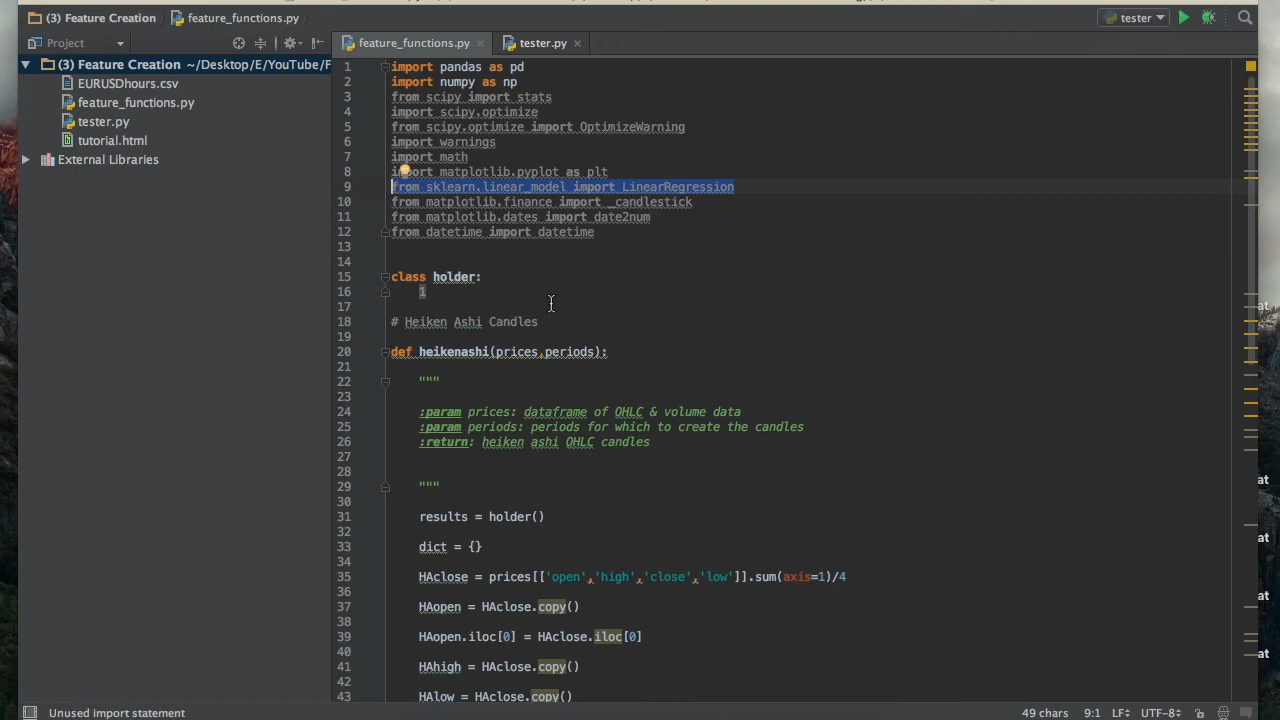 (3) Feature Creation feature_functions.py
tester
Project
feature_functions.py
tester.py
(3) Feature Creation ~/Desktop/E/YouTube/F
EURUSDhours.csv
feature_functions.py
tester.py
tutorial.html
External Libraries
1 import pandas as pd
2 import numpy as np
3 from scipy import stats
4 import scipy.optimize
5 from scipy.optimize import OptimizeWarning
6 import warnings
7 import math
8 import matplotlib.pyplot as plt
9 from sklearn.linear_model import LinearRegression
10 from matplotlib.finance import _candlestick
11 from matplotlib.dates import date2num
12 from datetime import datetime
13
14
15 class holder:
16 1
17
18 # Heiken Ashi Candles
19
20 def heikenashi(prices,periods):
21
22 """
23
24 :param prices: dataframe of OHLC & volume data
25 :param periods: periods for which to create the candles
26 :return: heiken ashi OHLC candles
27
28
29 """
30
31 results = holder()
32
33 dict = {}
34
35 HAclose = prices[['open','high','close','low']].sum(axis=1)/4
36
37 HAopen = HAclose.copy()
38
39 HAopen.iloc[0] = HAclose.iloc[0]
40
41 HAhigh = HAclose.copy()
42
43 HAlow = HAclose.copy()
at
at
at
at
at
Unused import statement 49 chars 9:1 LF÷ UTF-8÷